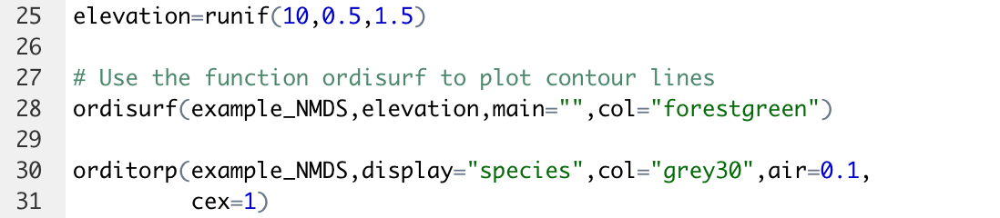 25 elevation=runif(10,0.5,1.5)
26
27 # Use the function ordisurf to plot contour lines
28 ordisurf(example_NMDS,elevation,main="",col="forestgreen")
29
30 orditorp(example_NMDS,display="species",col="grey30",air=0.1,
31          cex=1)